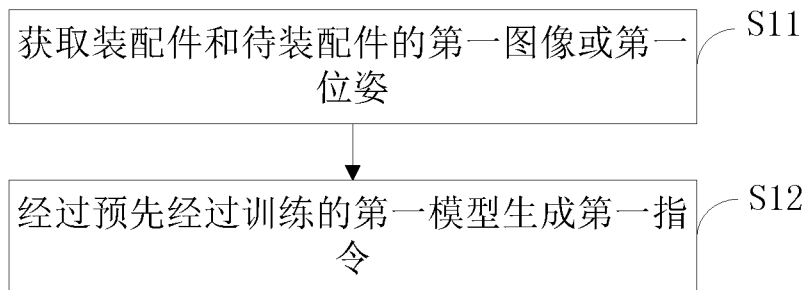 获取装配件和待装配件的第一图像或第一
位姿
S11
经过预先经过训练的第一模型生成第一指
令
S12